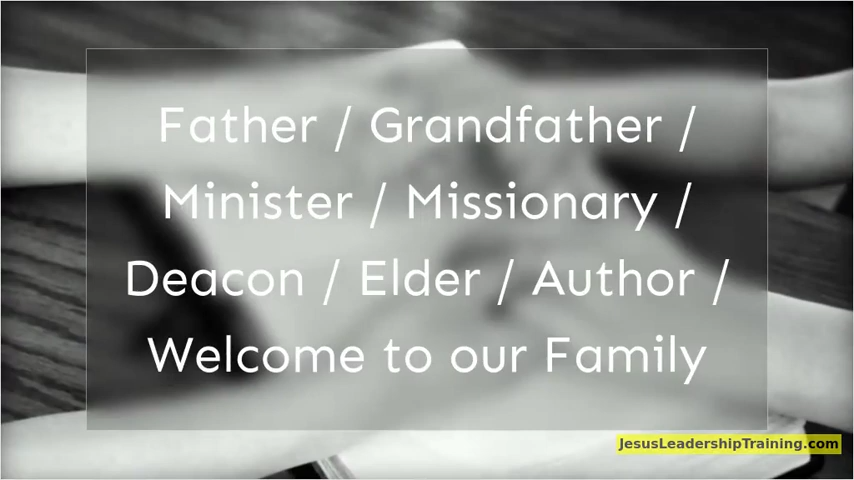 Father / Grandfather /
Minister / Missionary /
Deacon / Elder / Author /
Welcome to our Family
JesusLeadershipTraining.com